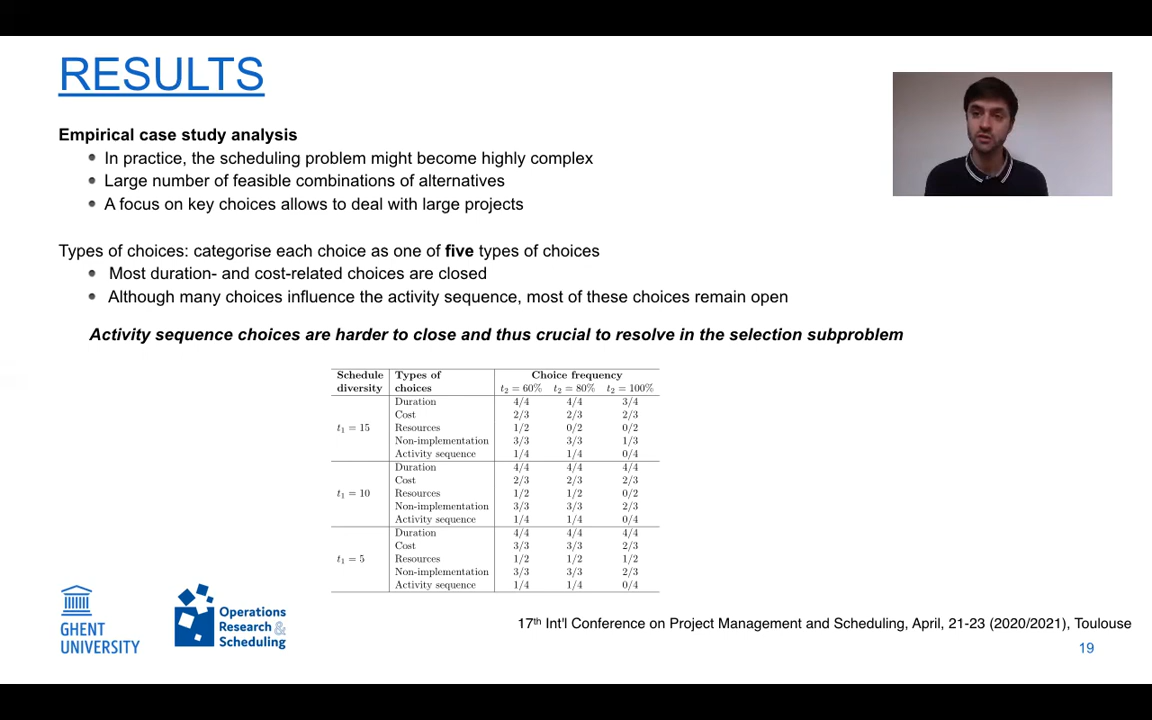 RESULTS
Empirical case study analysis
In practice, the scheduling problem might become highly complex
Large number of feasible combinations of alternatives
A focus on key choices allows to deal with large projects
Types of choices: categorise each choice as one of five types of choices
Most duration- and cost-related choices are closed
Although many choices influence the activity sequence, most of these choices remain open
Activity sequence choices are harder to close and thus crucial to resolve in the selection subproblem
Schedule Types of Choice frequency
diversity choices t₂ = 60% t₂ = 80% t₂ = 100%
Duration 4/4 4/4 3/4
Cost 2/3 2/3 2/3
t₁ = 15 Resources 1/2 0/2 0/2
Non-implementation 3/3 3/3 1/3
Activity sequence 1/4 1/4 0/4
Duration 4/4 4/4 4/4
Cost 2/3 2/3 2/3
t₁ = 10 Resources 1/2 1/2 0/2
Non-implementation 3/3 3/3 2/3
Activity sequence 1/4 1/4 0/4
Duration 4/4 4/4 4/4
Cost 3/3 3/3 2/3
t₁ = 5 Resources 1/2 1/2 1/2
Non-implementation 3/3 3/3 2/3
Activity sequence 1/4 1/4 0/4
GHENT
UNIVERSITY
Operations
Research &
Scheduling
17th Int'l Conference on Project Management and Scheduling, April, 21-23 (2020/2021), Toulouse
19